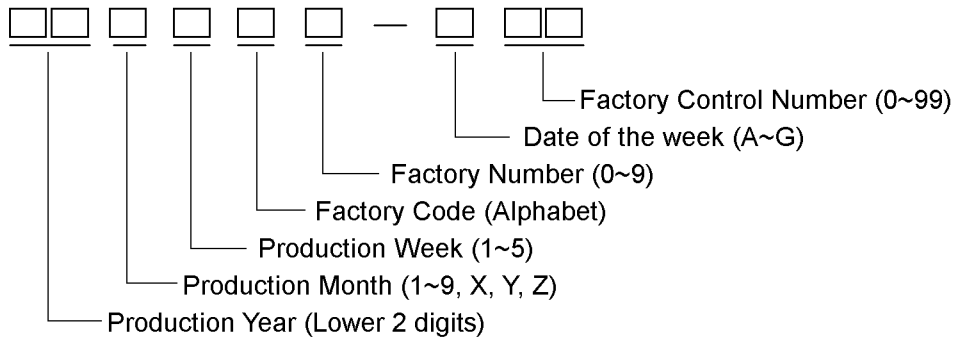 Factory Control Number (0~99)
Date of the week (A~G)
Factory Number (0~9)
Factory Code (Alphabet)
Production Week (1~5)
Production Month (1~9, X, Y, Z)
Production Year (Lower 2 digits)